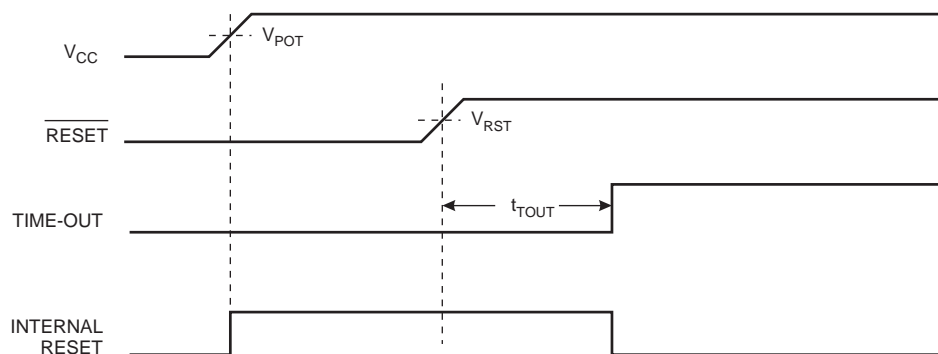 V_CC
V_POT
RESET
V_RST
TIME-OUT
t_TOUT
INTERNAL
RESET